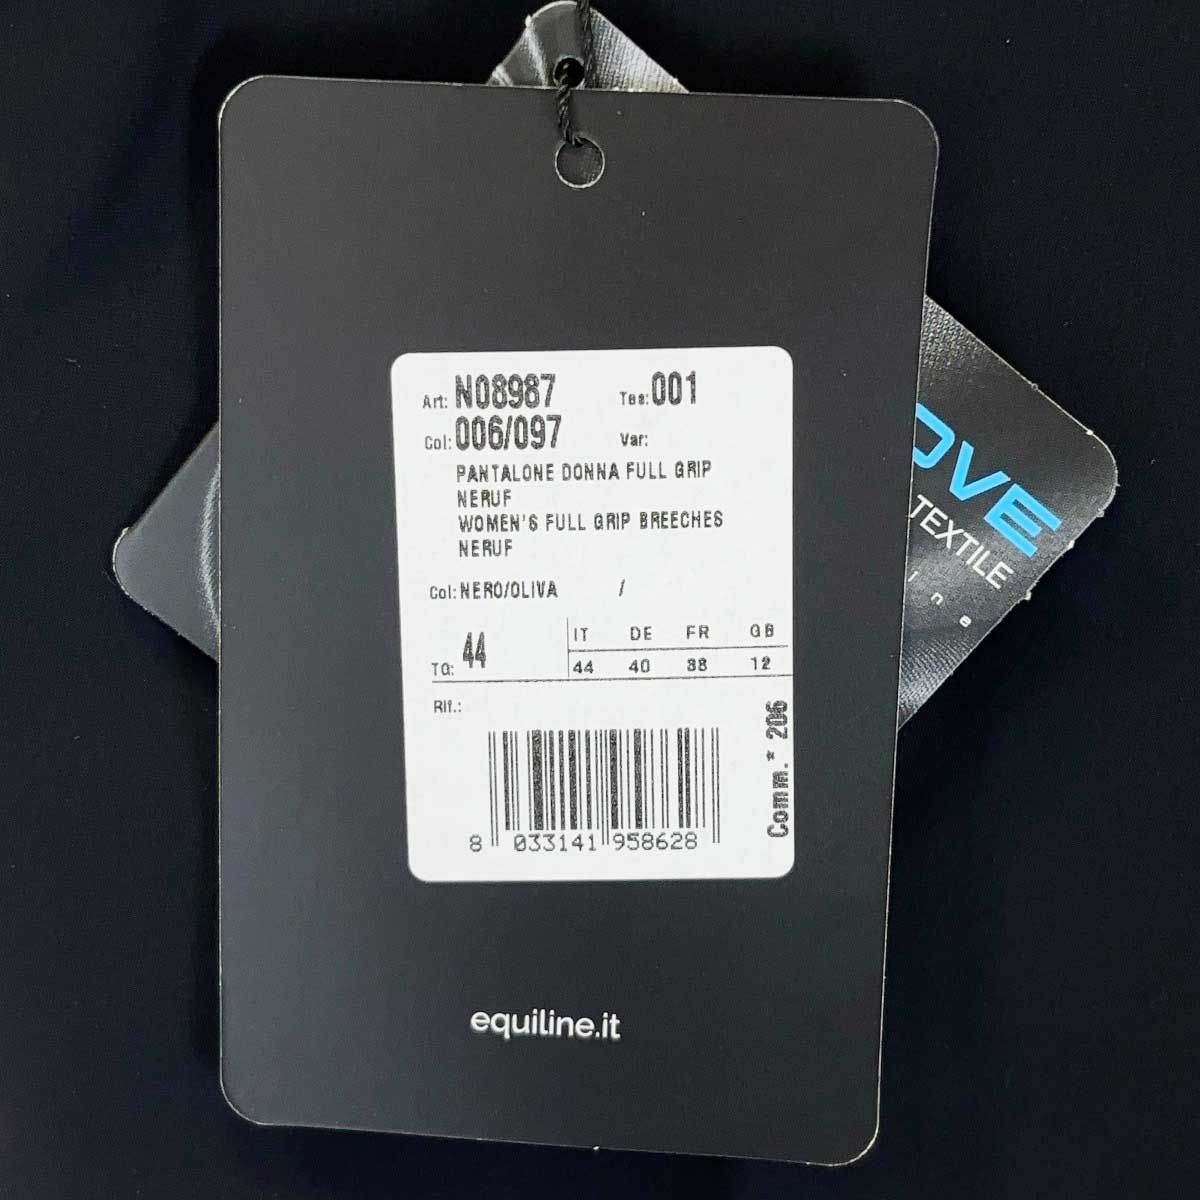 Art: N08987 Tes: 001
Col: 006/097 Var:
PANTALONE DONNA FULL GRIP
NERUF
WOMEN'S FULL GRIP BREECHES
NERUF
Col: NERO/OLIVA /
TG: 44
IT DE FR GB
44 40 38 12
Rif.:
Comm.* 206
8 033141 958628
equiline.it
OVE
TEXTILE
ine